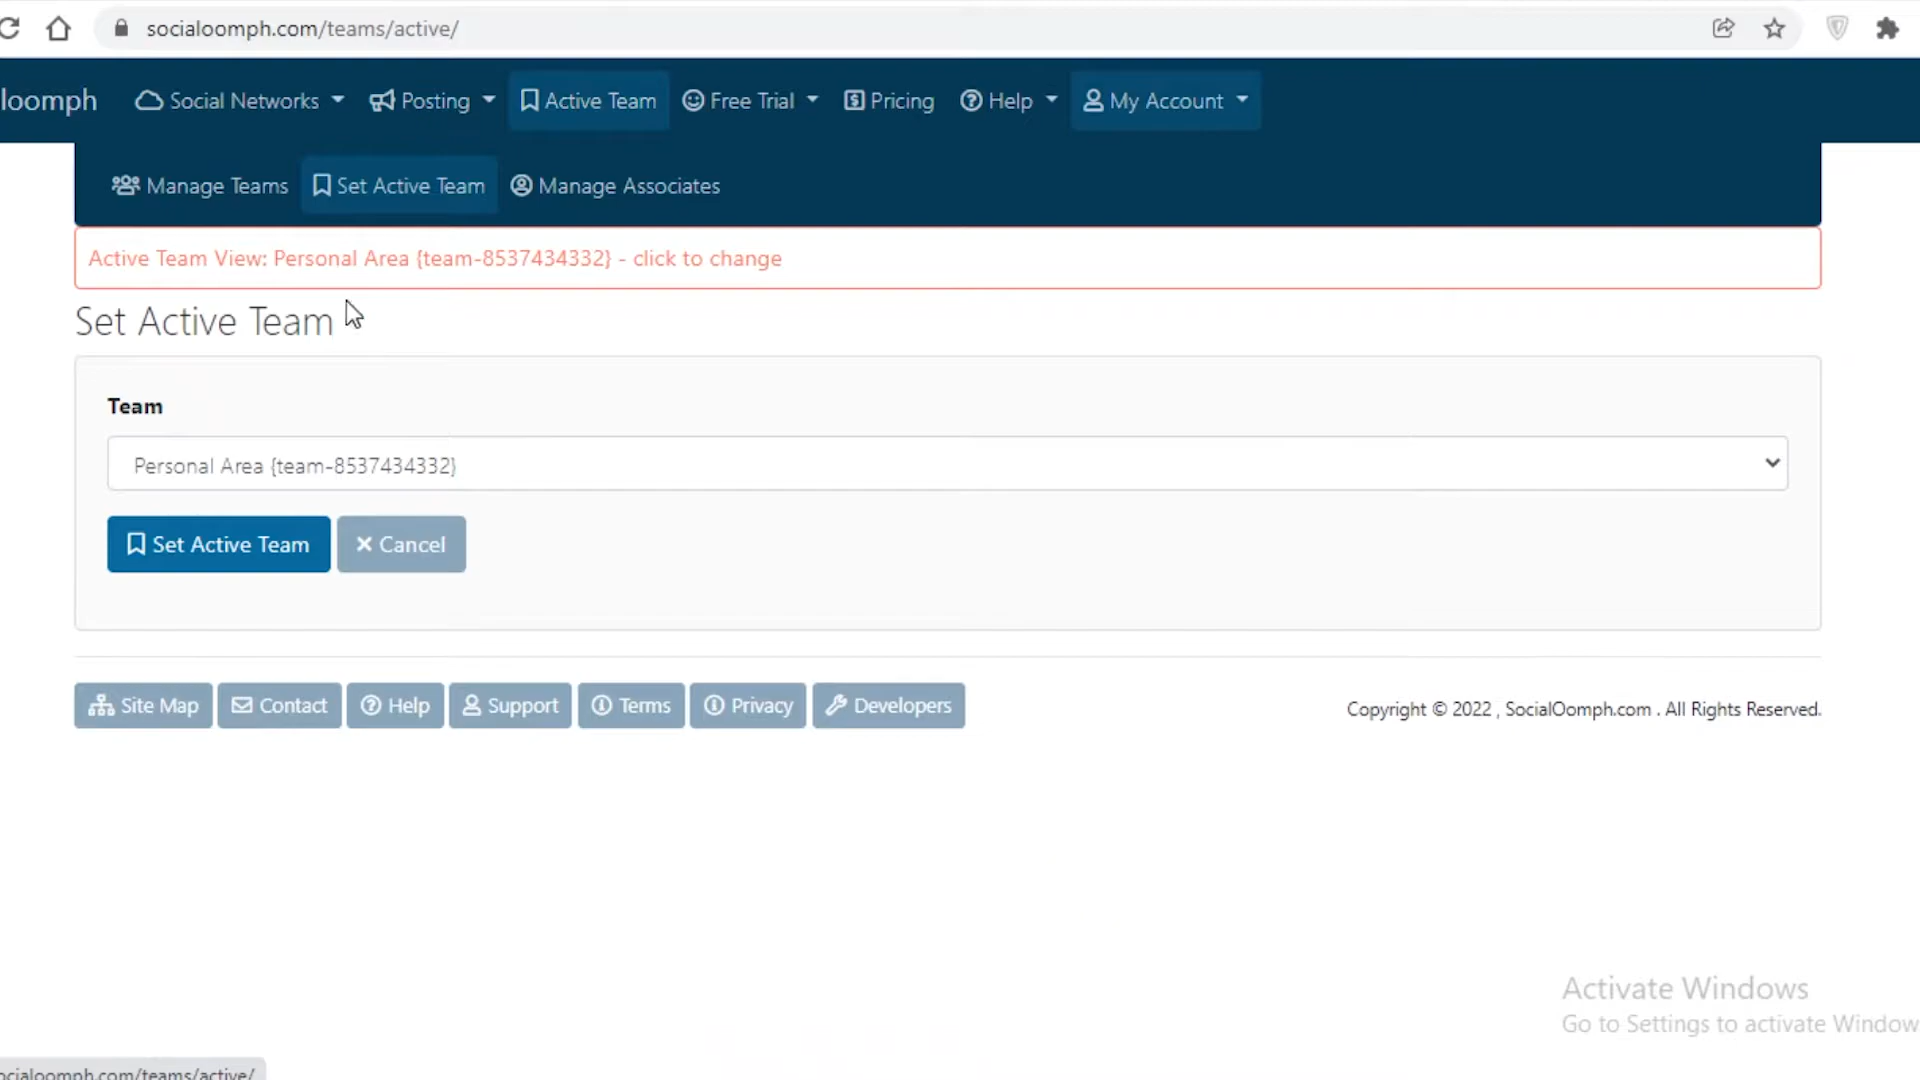 socialoomph.com/teams/active/
loomph Social Networks Posting Active Team Free Trial Pricing Help My Account
Manage Teams Set Active Team Manage Associates
Active Team View: Personal Area {team-8537434332} - click to change
Set Active Team
Team
Personal Area {team-8537434332}
Set Active Team Cancel
Site Map Contact Help Support Terms Privacy Developers
Copyright © 2022 , SocialOomph.com . All Rights Reserved.
Activate Windows
Go to Settings to activate Window
ocialoomph.com/teams/active/